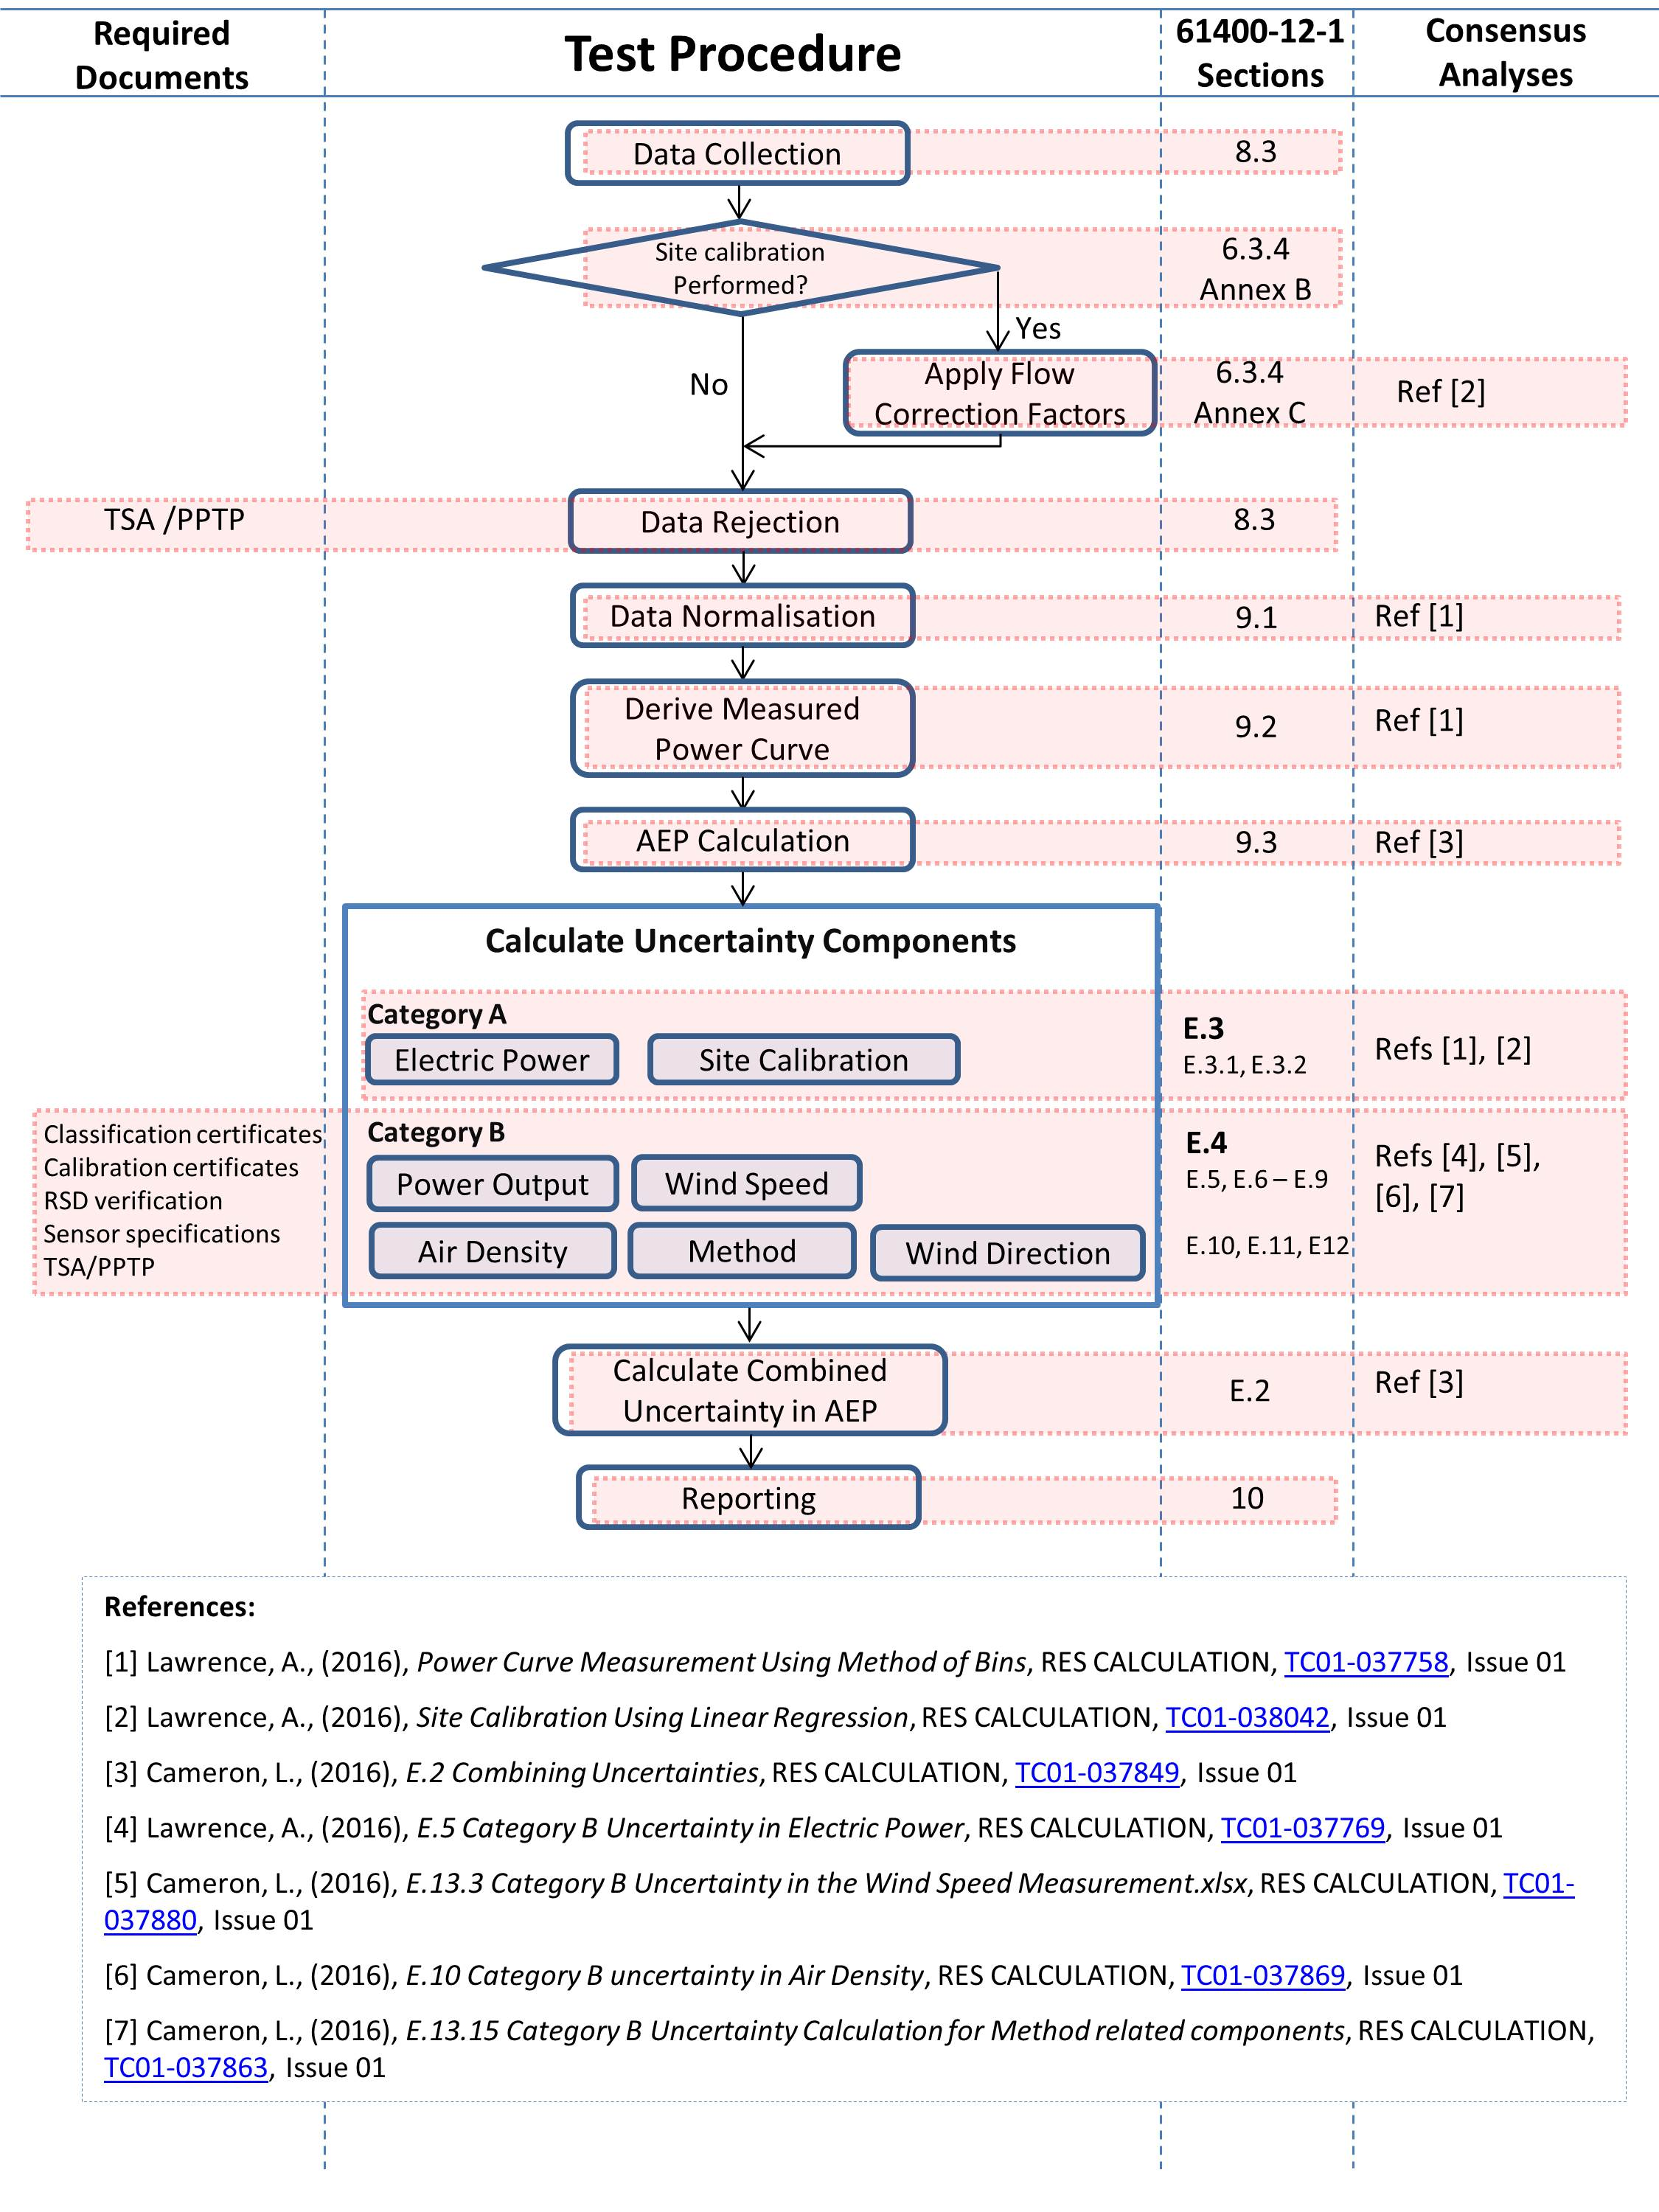 Required
Documents
Test Procedure
61400-12-1
Sections
Consensus
Analyses
Data Collection
8.3
Site calibration
Performed?
6.3.4
Annex B
Yes
No
Apply Flow
Correction Factors
6.3.4
Annex C
Ref [2]
TSA /PPTP
Data Rejection
8.3
Data Normalisation
9.1
Ref [1]
Derive Measured
Power Curve
9.2
Ref [1]
AEP Calculation
9.3
Ref [3]
Calculate Uncertainty Components
Category A
Electric Power
Site Calibration
E.3
E.3.1, E.3.2
Refs [1], [2]
Classification certificates
Calibration certificates
RSD verification
Sensor specifications
TSA/PPTP
Category B
Power Output
Wind Speed
Air Density
Method
Wind Direction
E.4
E.5, E.6 – E.9
E.10, E.11, E12
Refs [4], [5],
[6], [7]
Calculate Combined
Uncertainty in AEP
E.2
Ref [3]
Reporting
10
References:
[1] Lawrence, A., (2016), Power Curve Measurement Using Method of Bins, RES CALCULATION, TC01-037758, Issue 01
[2] Lawrence, A., (2016), Site Calibration Using Linear Regression, RES CALCULATION, TC01-038042, Issue 01
[3] Cameron, L., (2016), E.2 Combining Uncertainties, RES CALCULATION, TC01-037849, Issue 01
[4] Lawrence, A., (2016), E.5 Category B Uncertainty in Electric Power, RES CALCULATION, TC01-037769, Issue 01
[5] Cameron, L., (2016), E.13.3 Category B Uncertainty in the Wind Speed Measurement.xlsx, RES CALCULATION, TC01-
037880, Issue 01
[6] Cameron, L., (2016), E.10 Category B uncertainty in Air Density, RES CALCULATION, TC01-037869, Issue 01
[7] Cameron, L., (2016), E.13.15 Category B Uncertainty Calculation for Method related components, RES CALCULATION,
TC01-037863, Issue 01